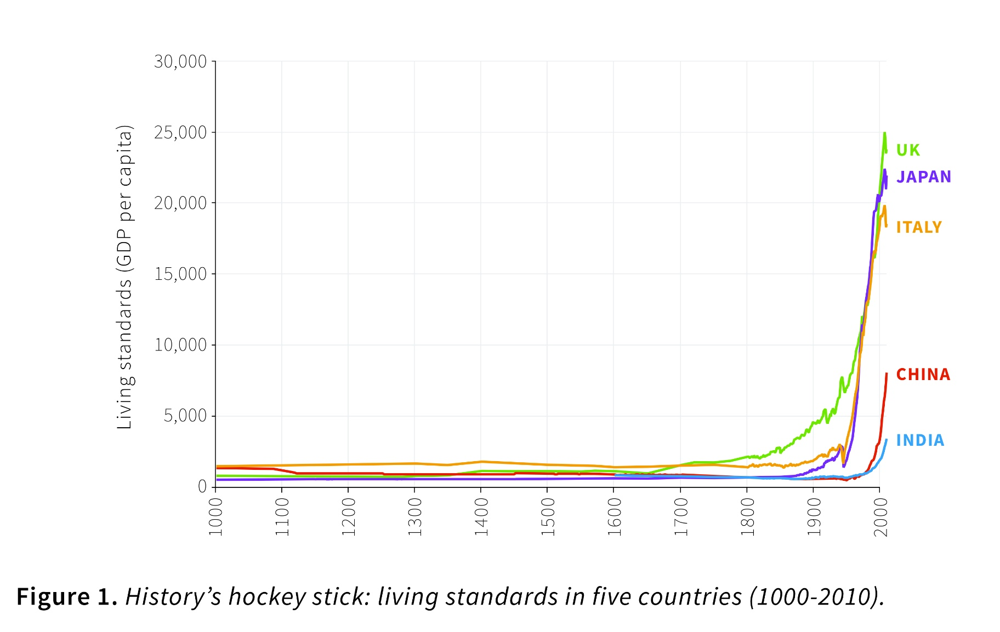 30,000
25,000
20,000
15,000
10,000
5,000
0
Living standards (GDP per capita)
UK
JAPAN
ITALY
CHINA
INDIA
1000
1100
1200
1300
1400
1500
1600
1700
1800
1900
2000
Figure 1. History’s hockey stick: living standards in five countries (1000-2010).